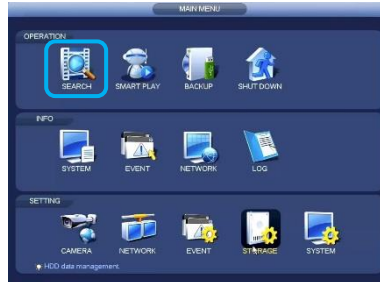 MAIN MENU
OPERATION
SEARCH SMART PLAY BACKUP SHUT DOWN
INFO
SYSTEM EVENT NETWORK LOG
SETTING
CAMERA NETWORK EVENT STORAGE SYSTEM
HDD data management.